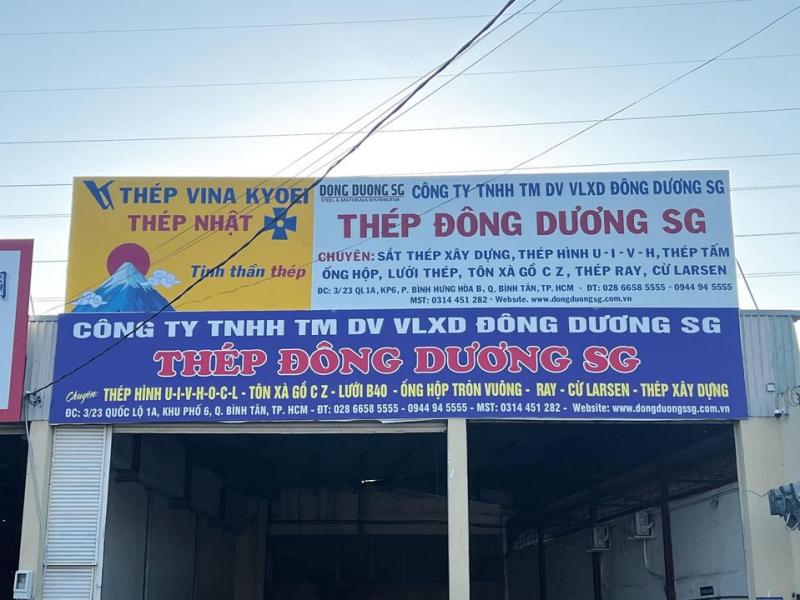 THÉP VINA KYOEI
THÉP NHẬT
Tinh thần thép
DONG DUONG SG
STEEL & MATERIALS DISTRIBUTOR
CÔNG TY TNHH TM DV VLXD ĐÔNG DƯƠNG SG
THÉP ĐÔNG DƯƠNG SG
CHUYÊN: SẮT THÉP XÂY DỰNG, THÉP HÌNH U - I - V - H, THÉP TẤM
ỐNG HỘP, LƯỚI THÉP, TÔN XÀ GỒ C Z, THÉP RAY, CỪ LARSEN
ĐC: 3/23 QL1A, KP6, P. BÌNH HƯNG HÒA B, Q. BÌNH TÂN,TP. HCM - ĐT: 028 6658 5555 - 0944 94 5555
MST: 0314 451 282 - Website. www.dongduongsg.com.vn
CÔNG TY TNHH TM DV VLXD ĐÔNG DƯƠNG SG
THÉP ĐÔNG DƯƠNG SG
Chuyên: THÉP HÌNH U-I-V-H-O-C-L - TÔN XÀ GỒ C Z - LƯỚI B40 - ỐNG HỘP TRÒN VUÔNG - RAY - CỪ LARSEN - THÉP XÂY DỰNG
ĐC: 3/23 QUỐC LỘ 1A, KHU PHỐ 6, Q. BÌNH TÂN, TP. HCM - ĐT: 028 6658 5555 - 0944 94 5555 - MST: 0314 451 282 - Website: www.dongduongssg.com.vn